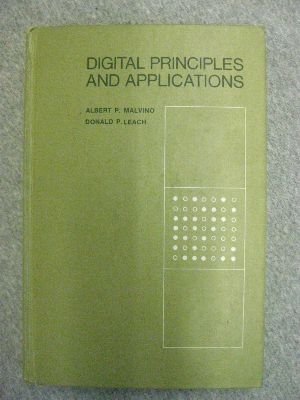 DIGITAL PRINCIPLES
AND APPLICATIONS
ALBERT P. MALVINO
DONALD P. LEACH